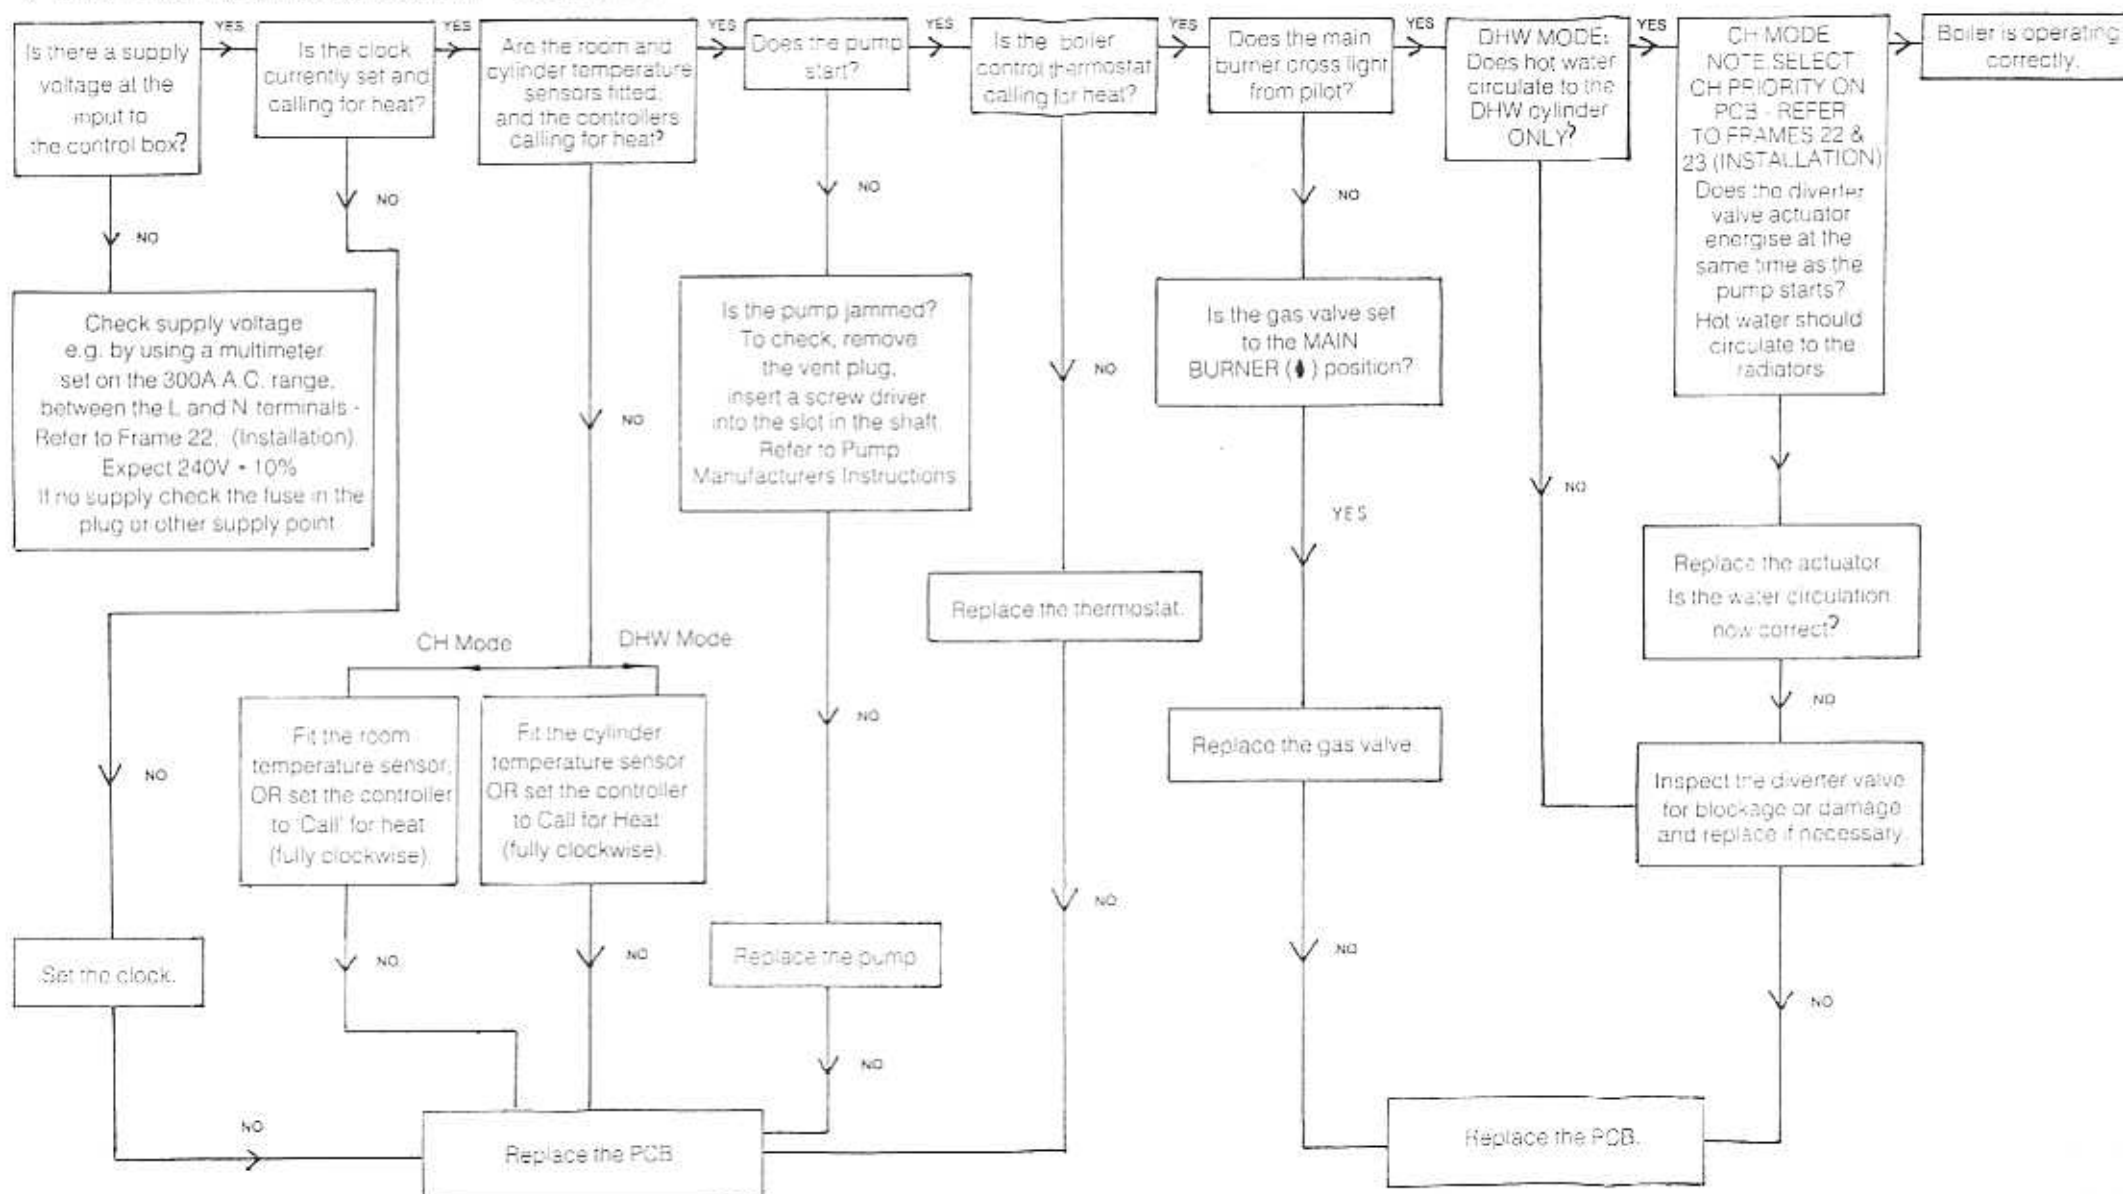 YES
YES
YES
YES
YES
YES
YES
Is there a supply
voltage at the
input to
the control box?
Is the clock
currently set and
calling for heat?
Are the room and
cylinder temperature
sensors fitted,
and the controllers
calling for heat?
Does the pump
start?
Is the boiler
control thermostat
calling for heat?
Does the main
burner cross light
from pilot?
DHW MODE:
Does hot water
circulate to the
DHW cylinder
ONLY?
CH MODE
NOTE SELECT
CH PRIORITY ON
PCB - REFER
TO FRAMES 22 &
23 (INSTALLATION)
Does the diverter
valve actuator
energise at the
same time as the
pump starts?
Hot water should
circulate to the
radiators
Boiler is operating
correctly.
NO
NO
NO
NO
NO
NO
NO
Check supply voltage
e.g. by using a multimeter
set on the 300A A.C. range,
between the L and N terminals -
Refer to Frame 22. (Installation).
Expect 240V • 10%
If no supply check the fuse in the
plug or other supply point
Is the pump jammed?
To check, remove
the vent plug,
insert a screw driver
into the slot in the shaft.
Refer to Pump
Manufacturers Instructions
Is the gas valve set
to the MAIN
BURNER ( ) position?
YES
Replace the thermostat.
Replace the actuator
Is the water circulation
now correct?
CH Mode
DHW Mode
Fit the room
temperature sensor,
OR set the controller
to 'Call' for heat
(fully clockwise).
Fit the cylinder
temperature sensor
OR set the controller
to Call for Heat
(fully clockwise).
NO
NO
NO
Replace the gas valve.
Inspect the diverter valve
for blockage or damage
and replace if necessary.
NO
Set the clock.
NO
NO
Replace the pump
NO
NO
NO
NO
NO
Replace the PCB
Replace the PCB.